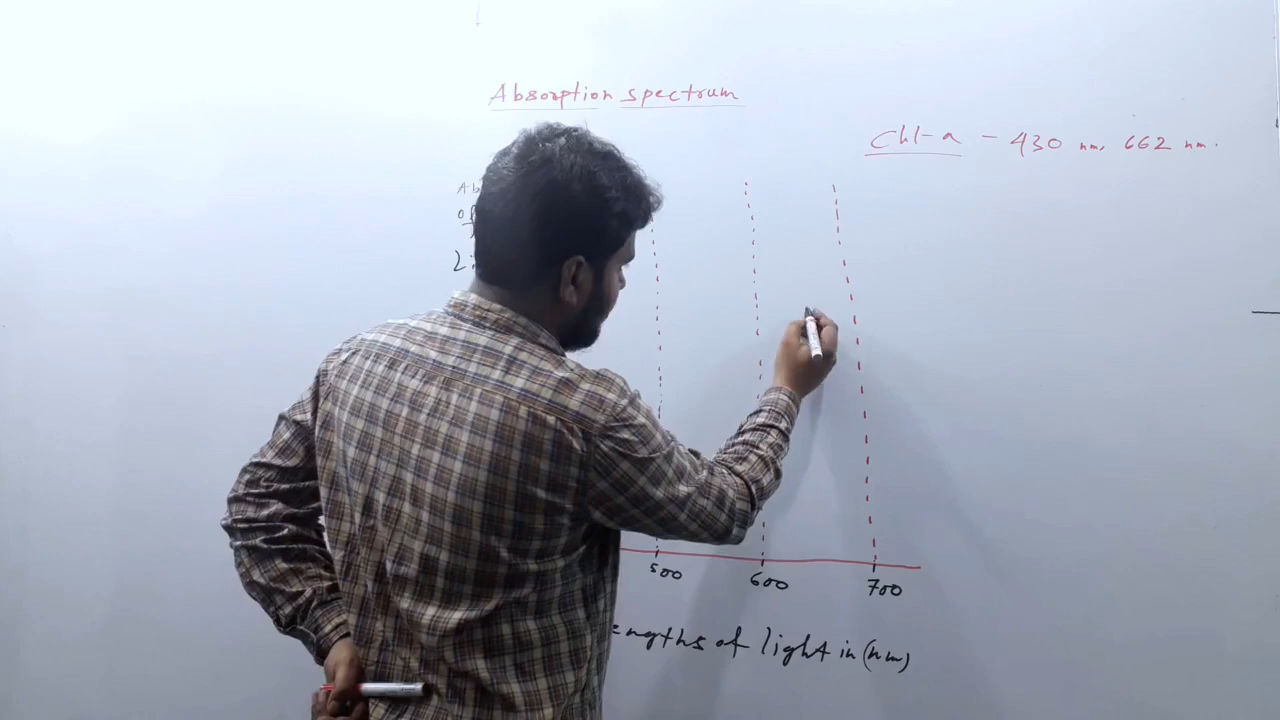 Absorption spectrum
Chl-a - 430 nm, 662 nm.
500 600 700
engths of light in (nm)